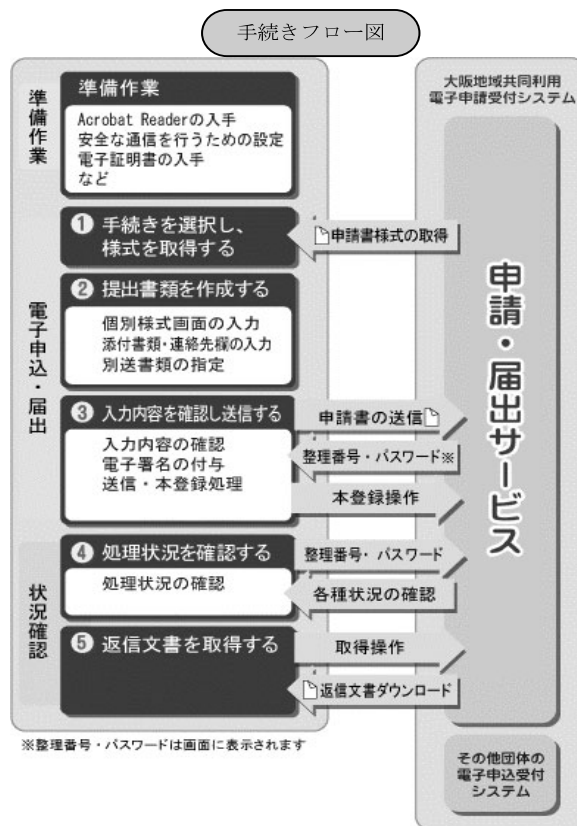 手続きフロー図
準備作業
準備作業
Acrobat Readerの入手
安全な通信を行うための設定
電子証明書の入手
など
電子申込・届出
❶ 手続きを選択し、
様式を取得する
申請書様式の取得
❷ 提出書類を作成する
個別様式画面の入力
添付書類・連絡先欄の入力
別送書類の指定
❸ 入力内容を確認し送信する
入力内容の確認
電子署名の付与
送信・本登録処理
申請書の送信
整理番号・パスワード※
本登録操作
状況確認
❹ 処理状況を確認する
処理状況の確認
整理番号・パスワード
各種状況の確認
❺ 返信文書を取得する
取得操作
返信文書ダウンロード
※整理番号・パスワードは画面に表示されます
大阪地域共同利用
電子申請受付システム
申請・届出サービス
その他団体の
電子申込受付
システム